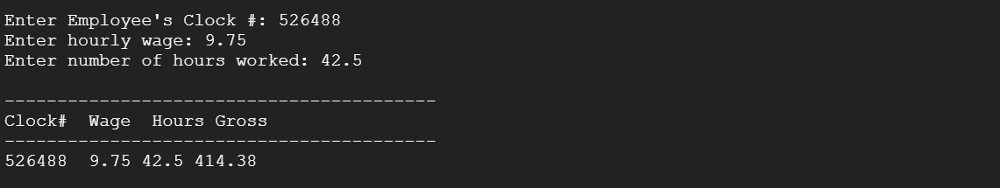 Enter Employee's Clock #: 526488
Enter hourly wage: 9.75
Enter number of hours worked: 42.5
-----------------------------------------
Clock#  Wage   Hours Gross
-----------------------------------------
526488  9.75 42.5 414.38